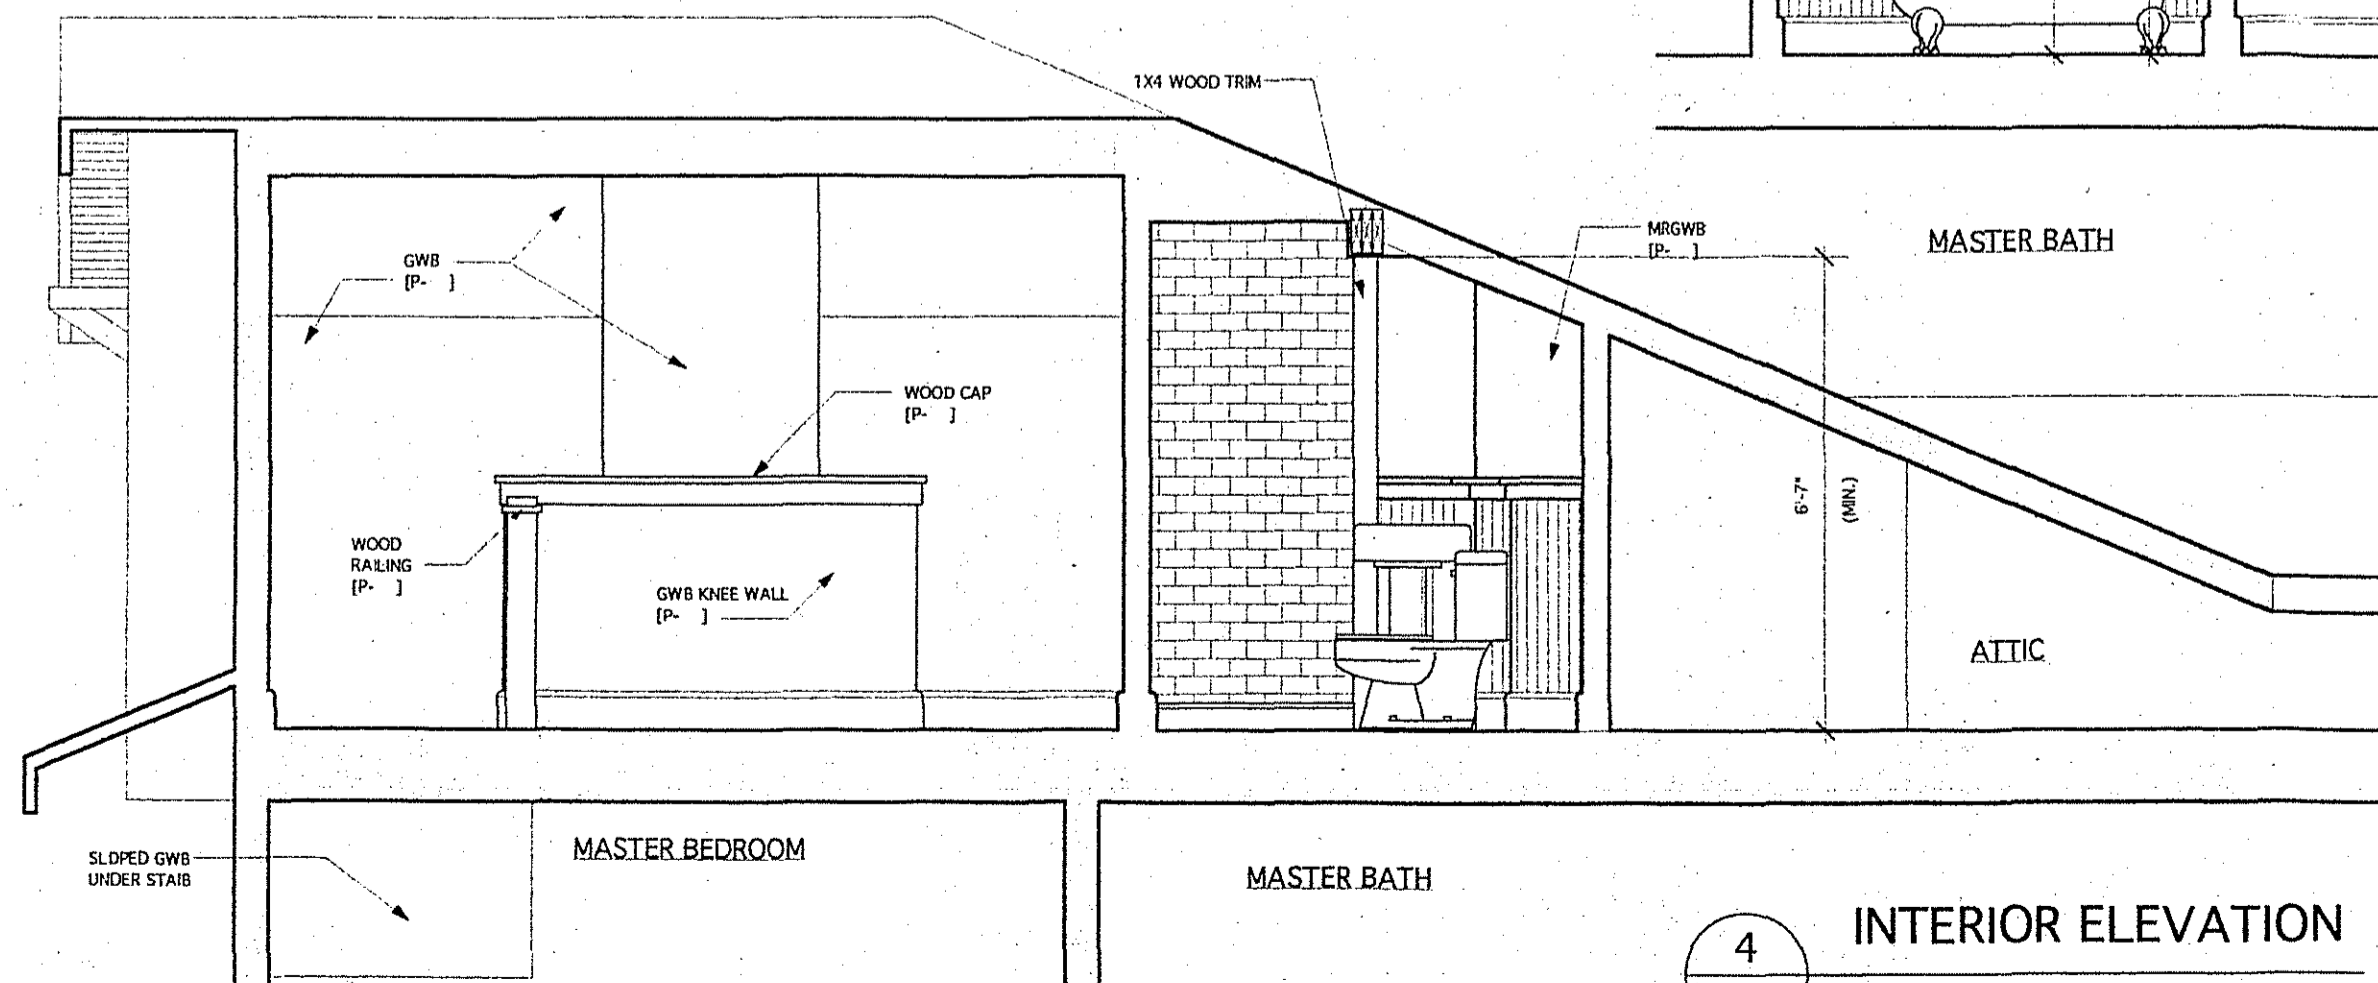 1X4 WOOD TRIM
MRGWB
[P- ]
MASTER BATH
GWB
[P- ]
WOOD CAP
[P- ]
6'-7"
(MIN.)
WOOD
RAILING
[P- ]
GWB KNEE WALL
[P- ]
ATTIC
SLOPED GWB
UNDER STAIB
MASTER BEDROOM
MASTER BATH
4
INTERIOR ELEVATION